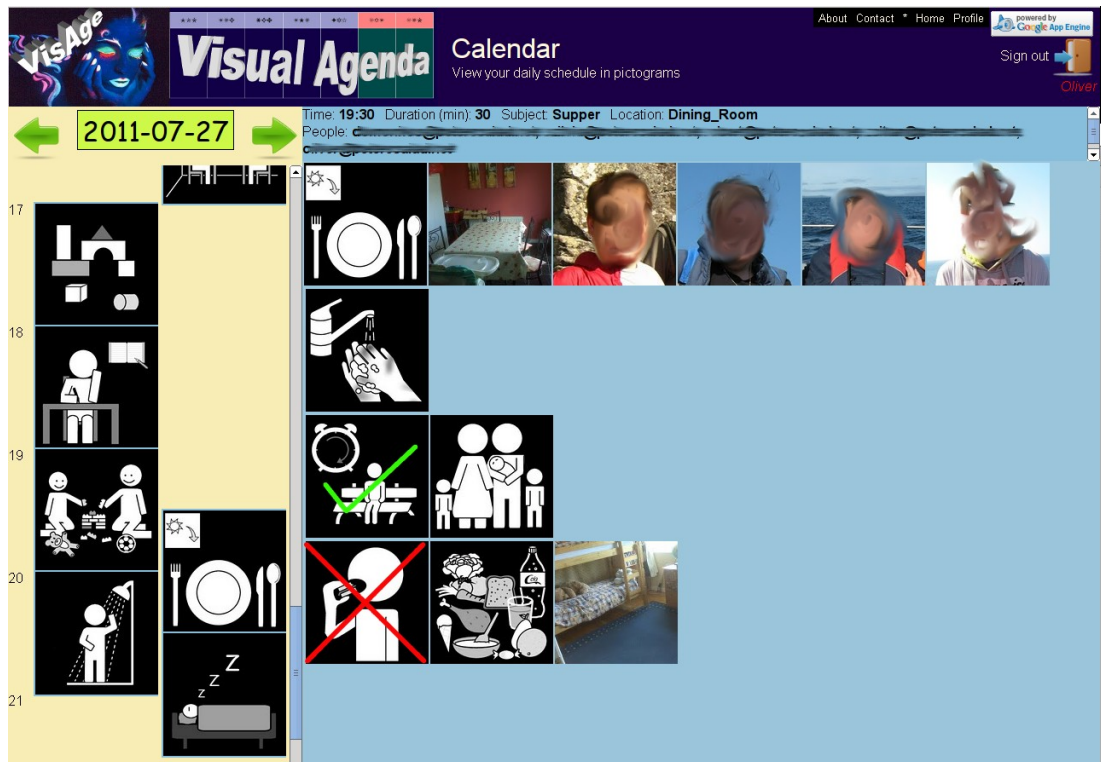 VisAge
Visual Agenda
Calendar
View your daily schedule in pictograms
About Contact * Home Profile
powered by
Google App Engine
Sign out
Oliver
2011-07-27
Time: 19:30 Duration (min): 30 Subject: Supper Location: Dining_Room
People:
17
18
19
20
21
z
z
Z